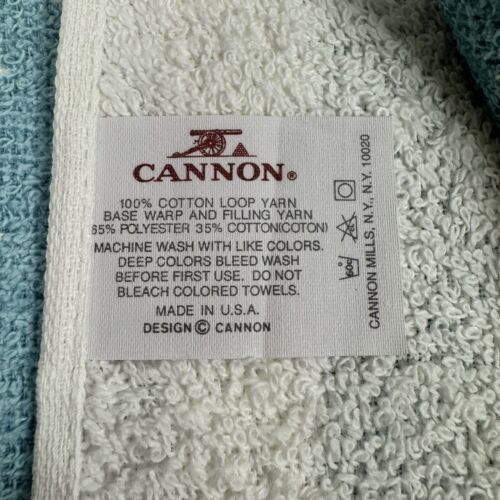 CANNON®
100% COTTON LOOP YARN
BASE WARP AND FILLING YARN
65% POLYESTER 35% COTTON(COTON)
MACHINE WASH WITH LIKE COLORS.
DEEP COLORS BLEED WASH
BEFORE FIRST USE. DO NOT
BLEACH COLORED TOWELS.
MADE IN U.S.A.
DESIGN © CANNON
CANNON MILLS, N.Y., N.Y. 10020